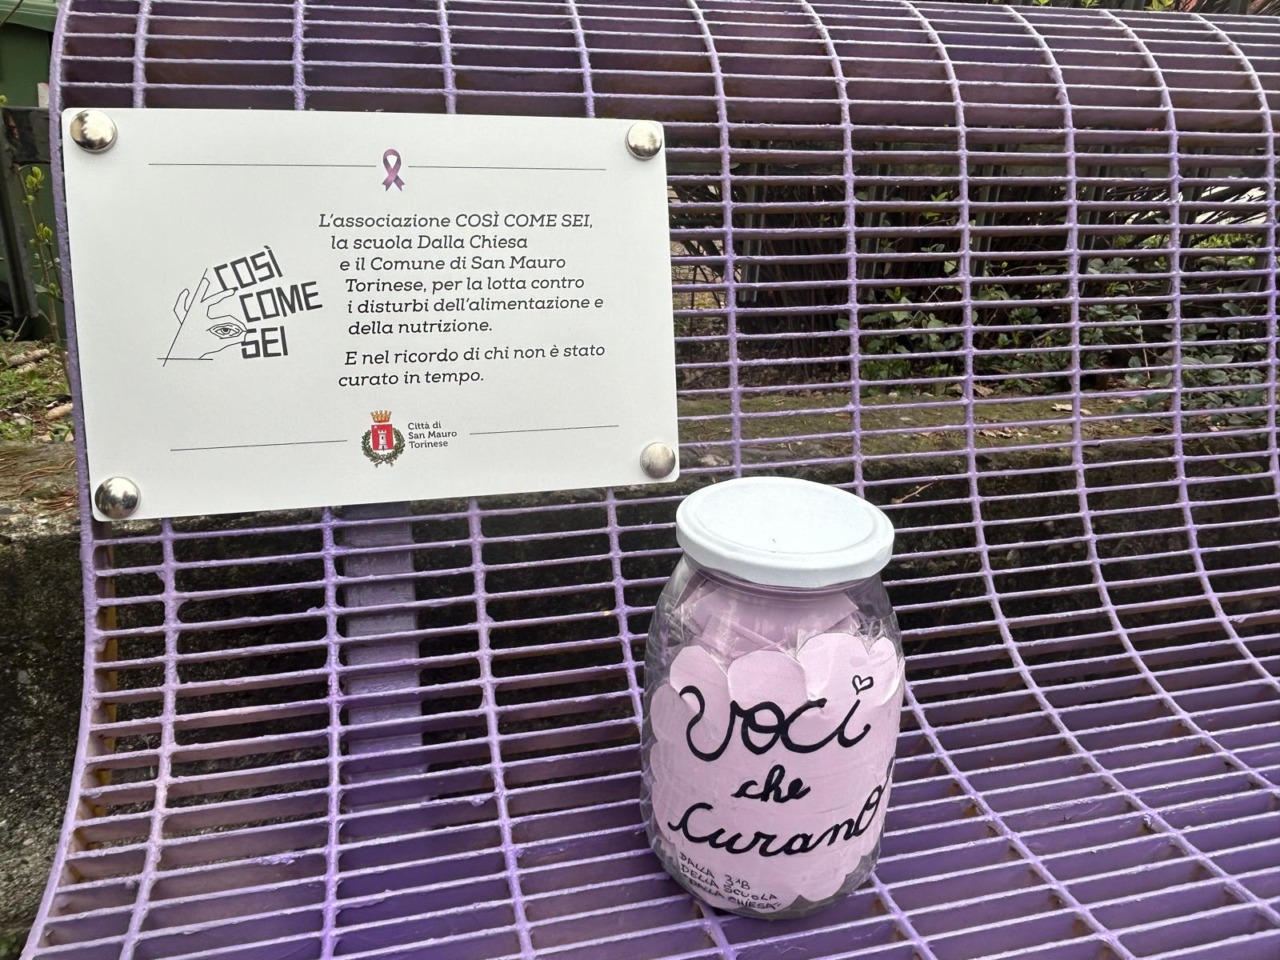 L'associazione COSÌ COME SEI,
la scuola Dalla Chiesa
e il Comune di San Mauro
Torinese, per la lotta contro
i disturbi dell'alimentazione e
della nutrizione.
E nel ricordo di chi non è stato
curato in tempo.
COSÌ
COME
SEI
Città di
San Mauro
Torinese
Voci
che
curano
DALLA 3ªB
DELLA SCUOLA
"DALLA CHIESA"